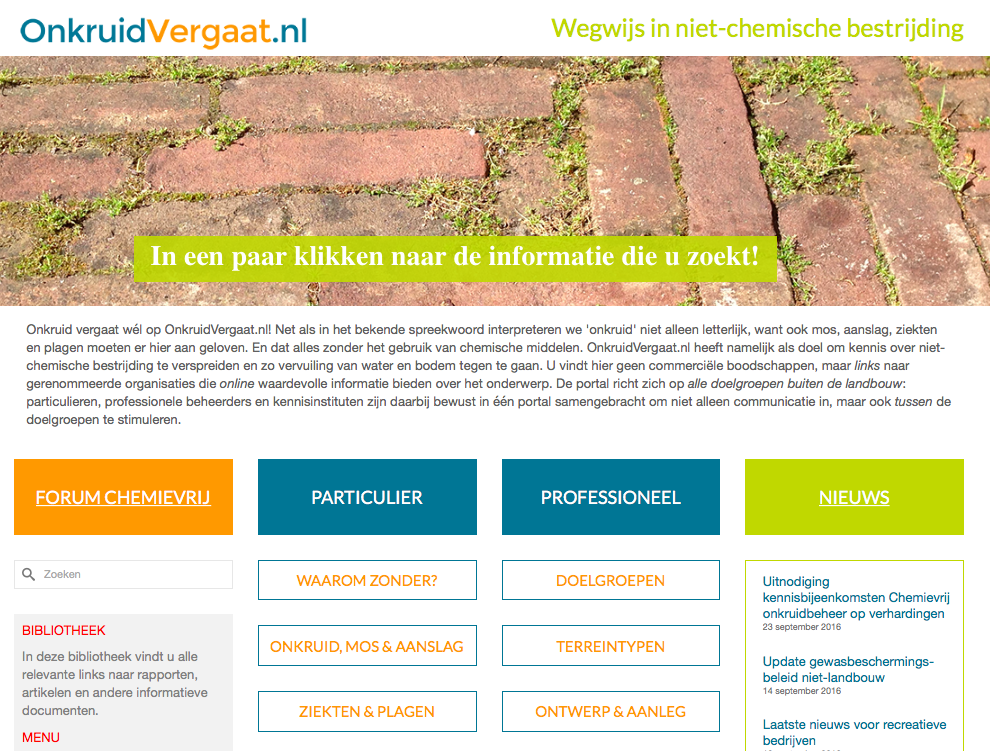 OnkruidVergaat.nl
Wegwijs in niet-chemische bestrijding
In een paar klikken naar de informatie die u zoekt!
Onkruid vergaat wél op OnkruidVergaat.nl! Net als in het bekende spreekwoord interpreteren we 'onkruid' niet alleen letterlijk, want ook mos, aanslag, ziekten
en plagen moeten er hier aan geloven. En dat alles zonder het gebruik van chemische middelen. OnkruidVergaat.nl heeft namelijk als doel om kennis over niet-
chemische bestrijding te verspreiden en zo vervuiling van water en bodem tegen te gaan. U vindt hier geen commerciële boodschappen, maar links naar
gerenommeerde organisaties die online waardevolle informatie bieden over het onderwerp. De portal richt zich op alle doelgroepen buiten de landbouw:
particulieren, professionele beheerders en kennisinstituten zijn daarbij bewust in één portal samengebracht om niet alleen communicatie in, maar ook tussen de
doelgroepen te stimuleren.
FORUM CHEMIEVRIJ
PARTICULIER
PROFESSIONEEL
NIEUWS
Zoeken
BIBLIOTHEEK
In deze bibliotheek vindt u alle
relevante links naar rapporten,
artikelen en andere informatieve
documenten.
MENU
WAAROM ZONDER?
ONKRUID, MOS & AANSLAG
ZIEKTEN & PLAGEN
DOELGROEPEN
TERREINTYPEN
ONTWERP & AANLEG
Uitnodiging
kennisbijeenkomsten Chemievrij
onkruidbeheer op verhardingen
23 september 2016
Update gewasbeschermings-
beleid niet-landbouw
14 september 2016
Laatste nieuws voor recreatieve
bedrijven